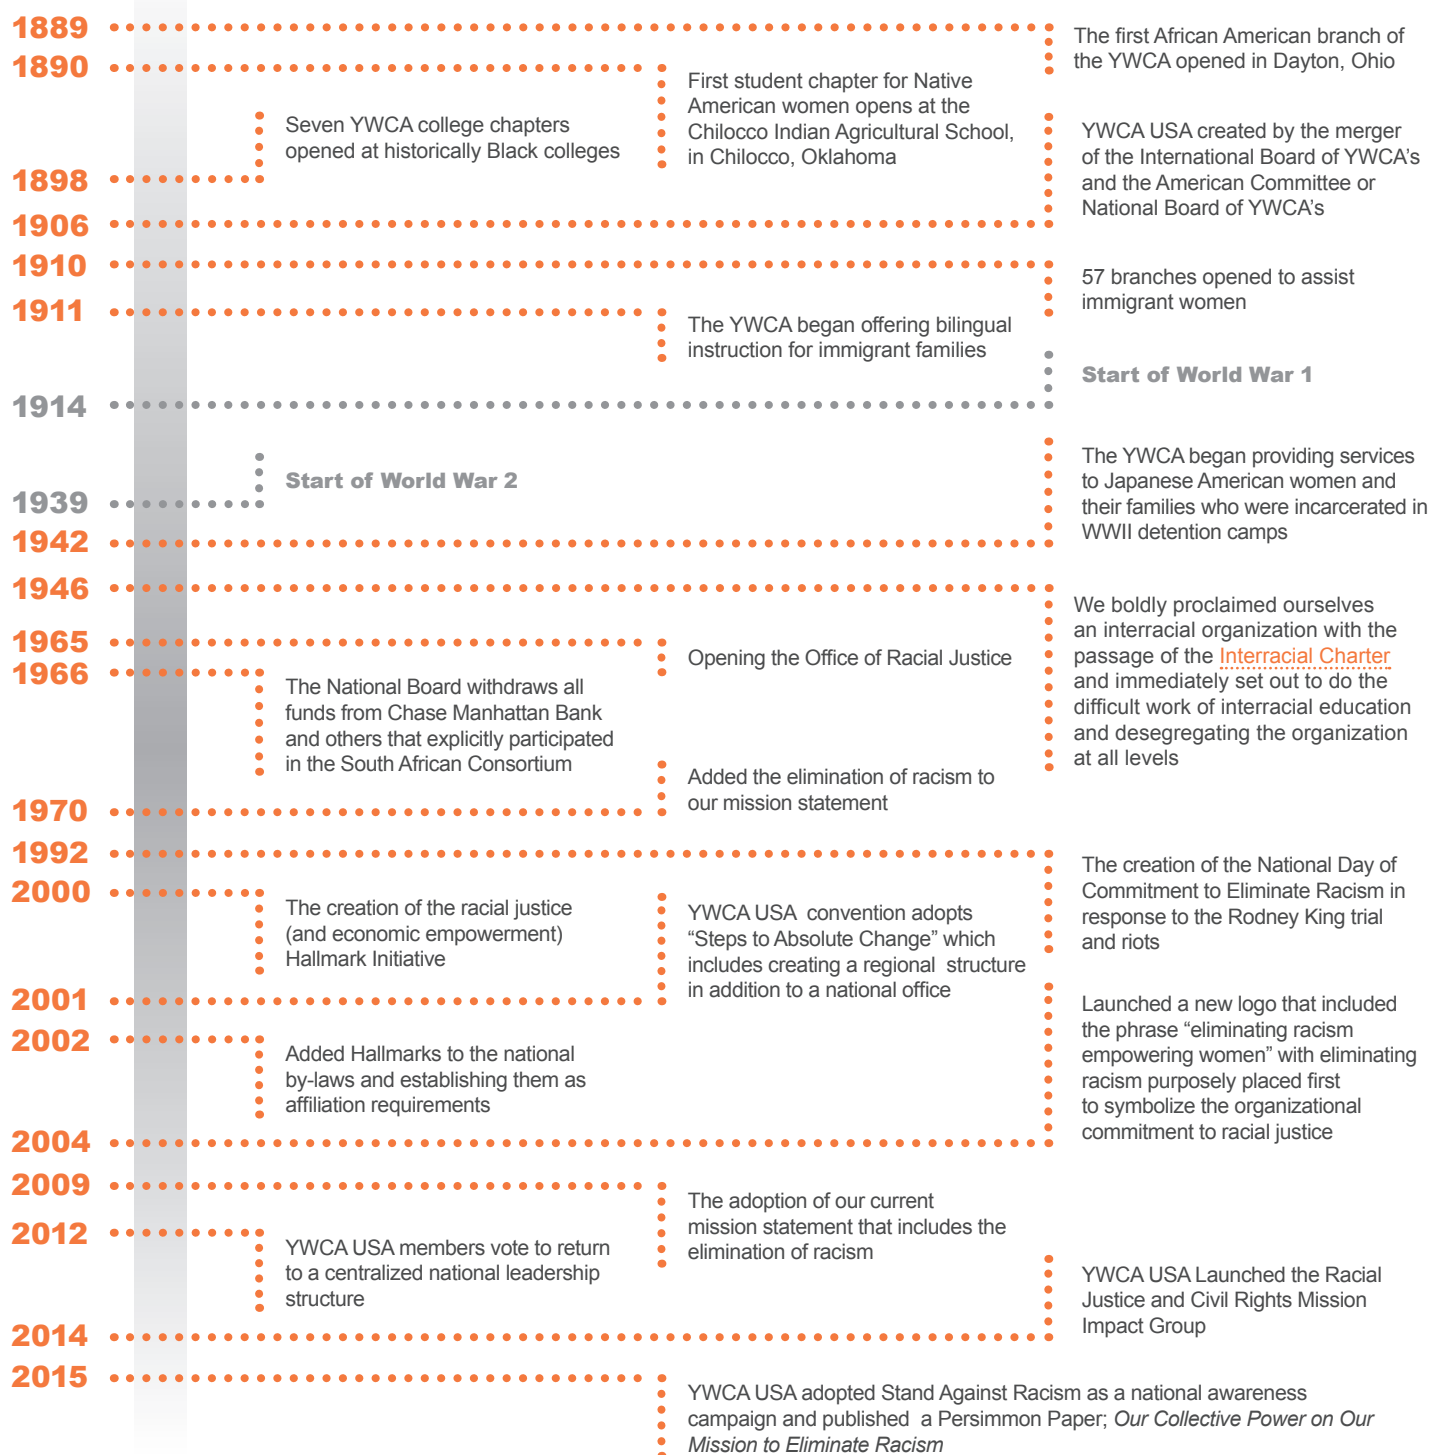 1889
The first African American branch of
the YWCA opened in Dayton, Ohio
1890
First student chapter for Native
American women opens at the
Chilocco Indian Agricultural School,
in Chilocco, Oklahoma
Seven YWCA college chapters
opened at historically Black colleges
1898
YWCA USA created by the merger
of the International Board of YWCA's
and the American Committee or
National Board of YWCA's
1906
1910
57 branches opened to assist
immigrant women
1911
The YWCA began offering bilingual
instruction for immigrant families
Start of World War 1
1914
Start of World War 2
1939
The YWCA began providing services
to Japanese American women and
their families who were incarcerated in
WWII detention camps
1942
1946
We boldly proclaimed ourselves
an interracial organization with the
passage of the Interracial Charter
and immediately set out to do the
difficult work of interracial education
and desegregating the organization
at all levels
1965
Opening the Office of Racial Justice
1966
The National Board withdraws all
funds from Chase Manhattan Bank
and others that explicitly participated
in the South African Consortium
Added the elimination of racism to
our mission statement
1970
1992
The creation of the National Day of
Commitment to Eliminate Racism in
response to the Rodney King trial
and riots
2000
The creation of the racial justice
(and economic empowerment)
Hallmark Initiative
YWCA USA convention adopts
“Steps to Absolute Change” which
includes creating a regional structure
in addition to a national office
2001
2002
Added Hallmarks to the national
by-laws and establishing them as
affiliation requirements
Launched a new logo that included
the phrase “eliminating racism
empowering women” with eliminating
racism purposely placed first
to symbolize the organizational
commitment to racial justice
2004
2009
The adoption of our current
mission statement that includes the
elimination of racism
2012
YWCA USA members vote to return
to a centralized national leadership
structure
YWCA USA Launched the Racial
Justice and Civil Rights Mission
Impact Group
2014
2015
YWCA USA adopted Stand Against Racism as a national awareness
campaign and published a Persimmon Paper; Our Collective Power on Our
Mission to Eliminate Racism